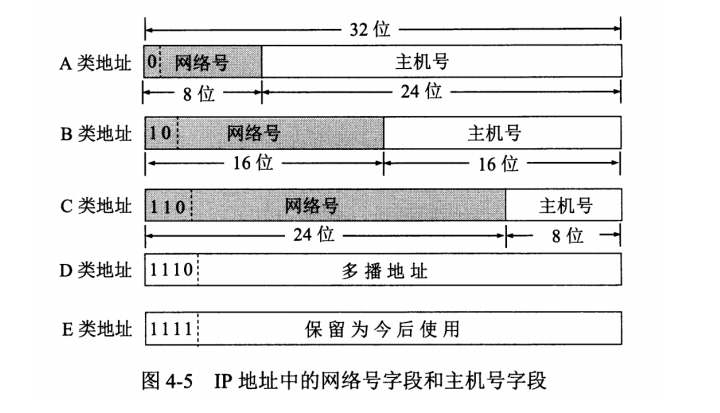 32 位
A 类地址 0 网络号 主机号
8 位 24 位
B 类地址 10 网络号 主机号
16 位 16 位
C 类地址 110 网络号 主机号
24 位 8 位
D 类地址 1110 多播地址
E 类地址 1111 保留为今后使用
图 4-5 IP 地址中的网络号字段和主机号字段